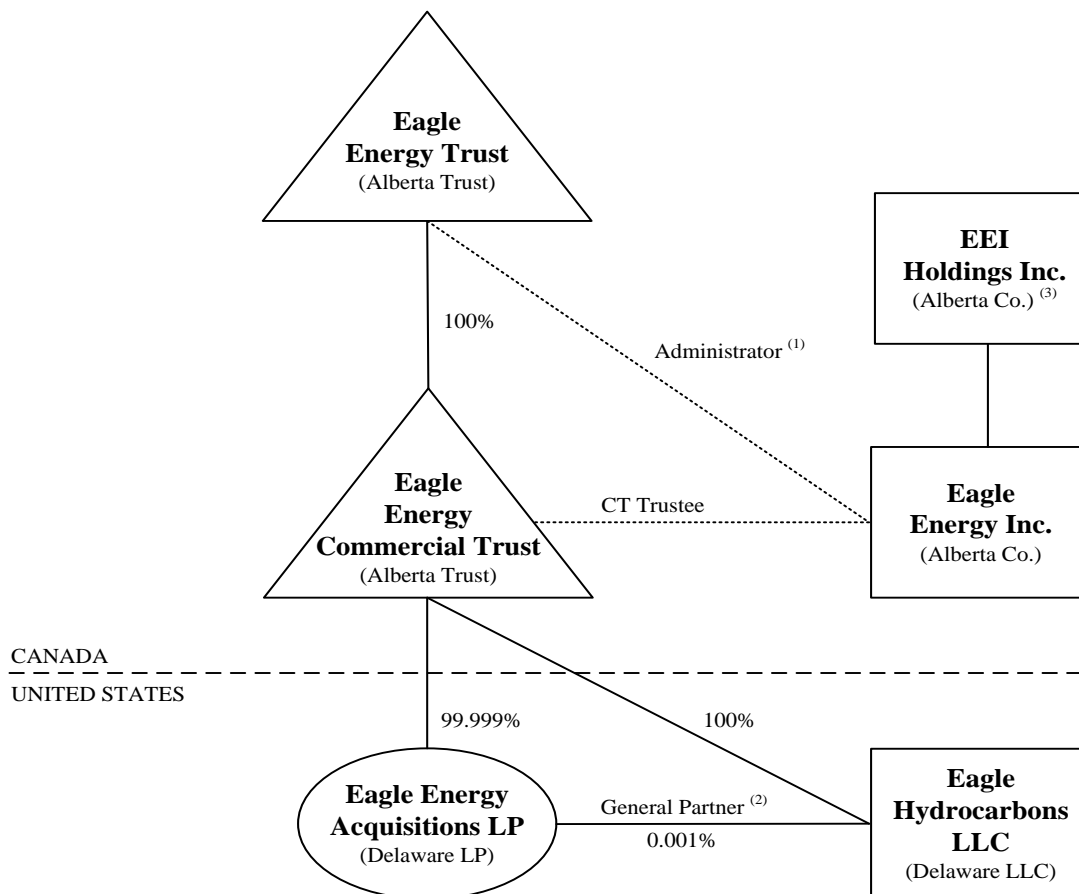 Eagle
Energy Trust
(Alberta Trust)
EEI
Holdings Inc.
(Alberta Co.) (3)
100%
Administrator (1)
Eagle
Energy
Commercial Trust
(Alberta Trust)
CT Trustee
Eagle
Energy Inc.
(Alberta Co.)
CANADA
UNITED STATES
99.999%
100%
Eagle Energy
Acquisitions LP
(Delaware LP)
General Partner (2)
0.001%
Eagle
Hydrocarbons
LLC
(Delaware LLC)